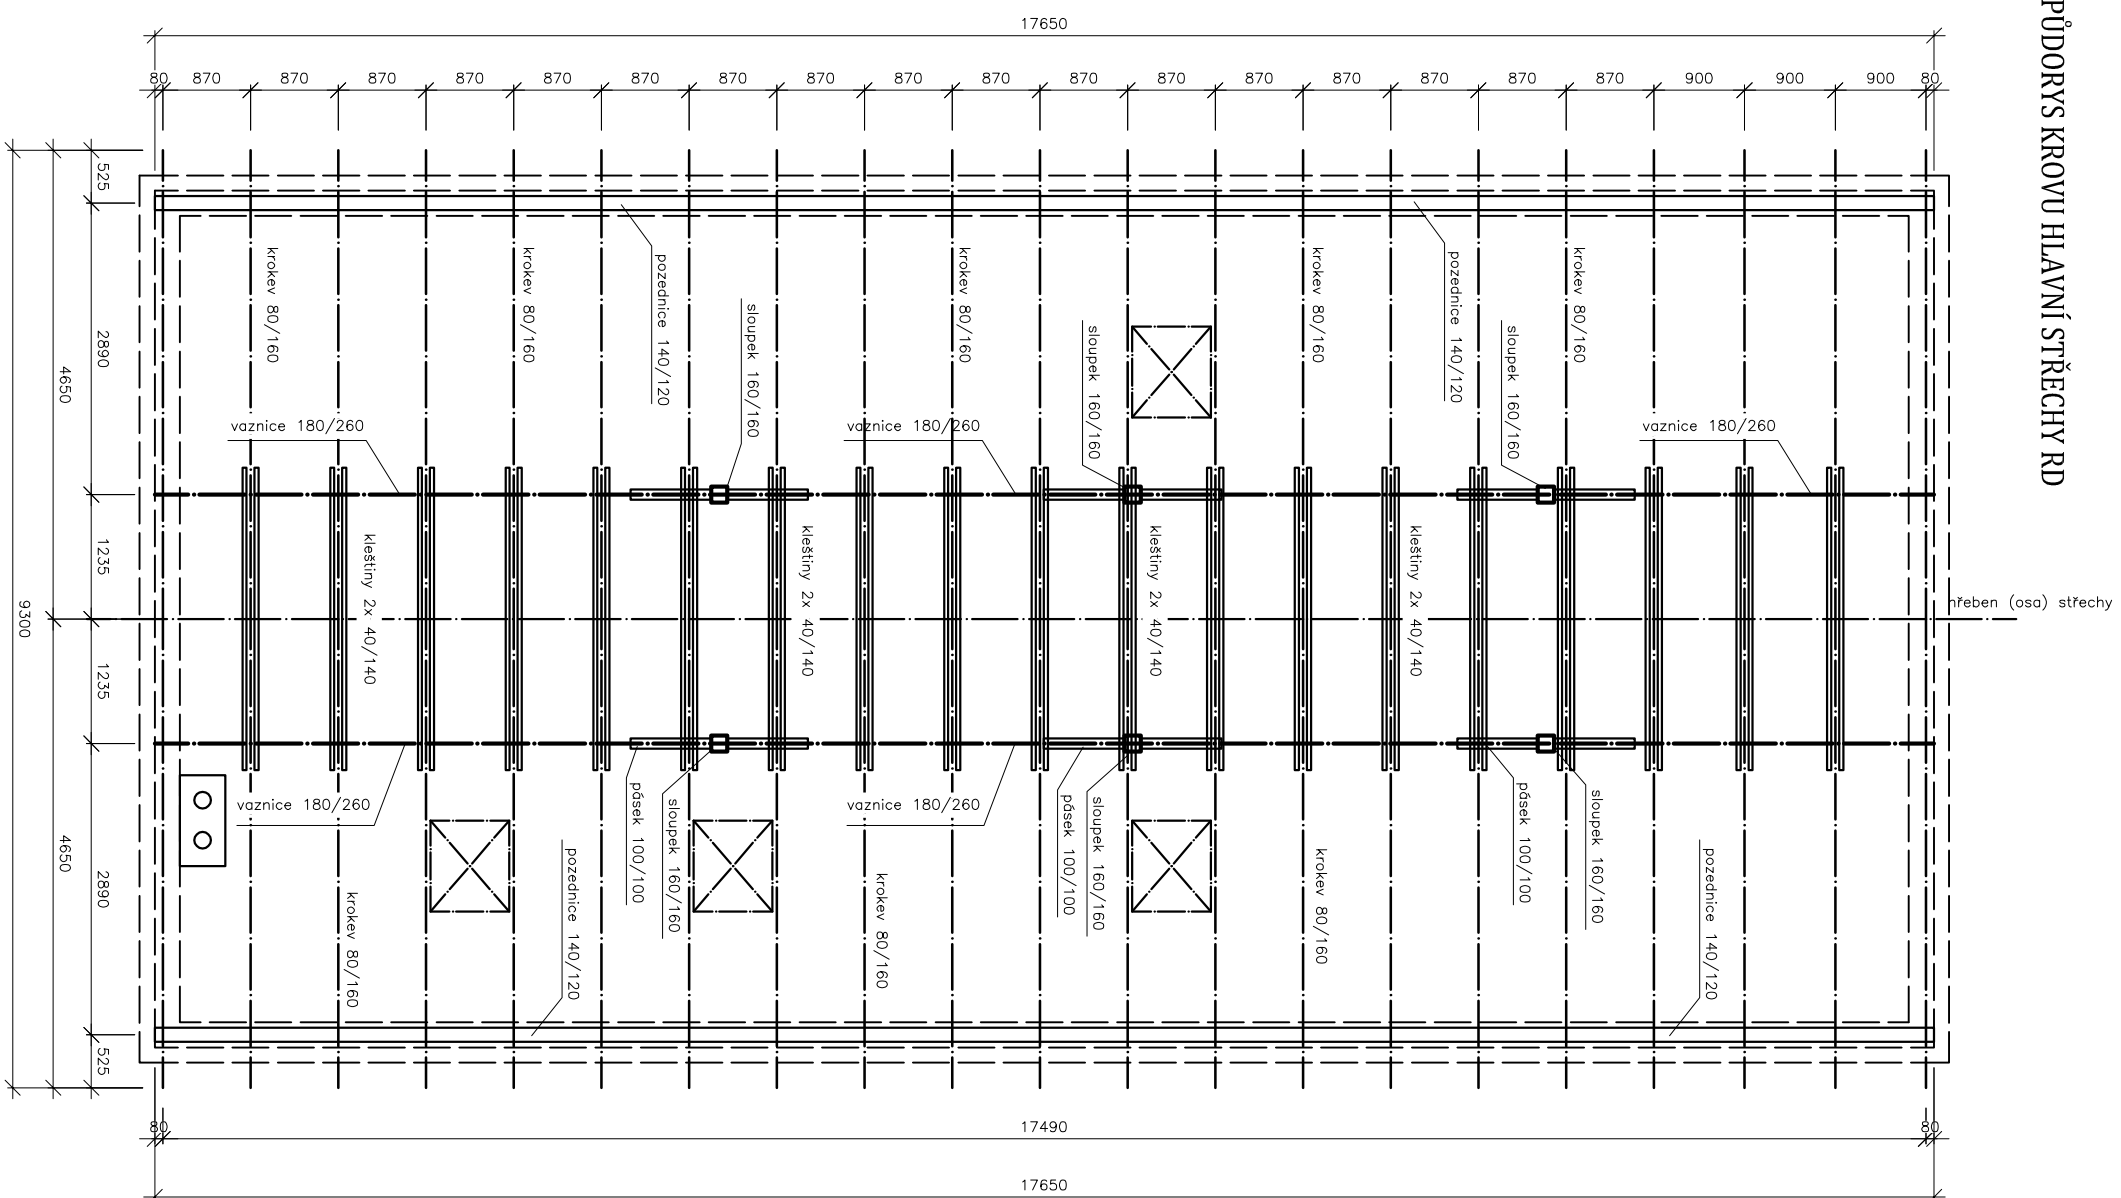 PŮDORYS KROVU HLAVNÍ STŘECHY RD
17650
80 870 870 870 870 870 870 870 870 870 870 870 870 870 870 870 870 870 900 900 900 80
525
2890
1235
1235
2890
525
4650
4650
9300
krokev 80/160
krokev 80/160
pozednice 140/120
sloupek 160/160
krokev 80/160
sloupek 160/160
krokev 80/160
pozednice 140/120
sloupek 160/160
krokev 80/160
vaznice 180/260
vaznice 180/260
vaznice 180/260
kleštiny 2x 40/140
kleštiny 2x 40/140
kleštiny 2x 40/140
kleštiny 2x 40/140
hřeben (osa) střechy
vaznice 180/260
vaznice 180/260
pásek 100/100
sloupek 160/160
pásek 100/100
sloupek 160/160
pásek 100/100
sloupek 160/160
krokev 80/160
pozednice 140/120
krokev 80/160
krokev 80/160
pozednice 140/120
80 17490 80
17650